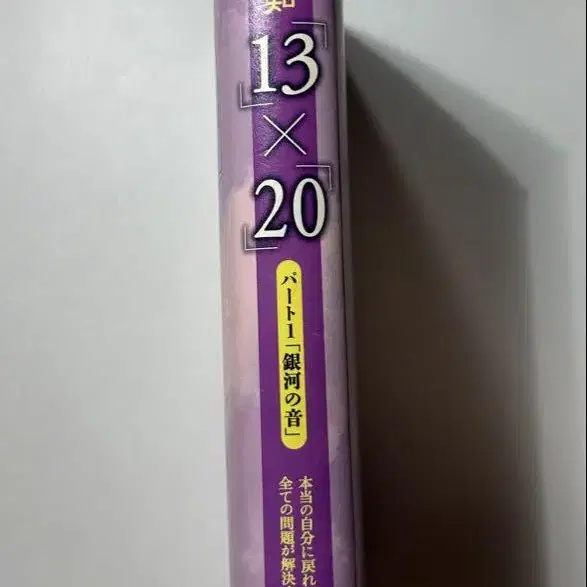 「13」
×
「20」
パート1「銀河の音」
本当の自分に戻れ
全ての問題が解決